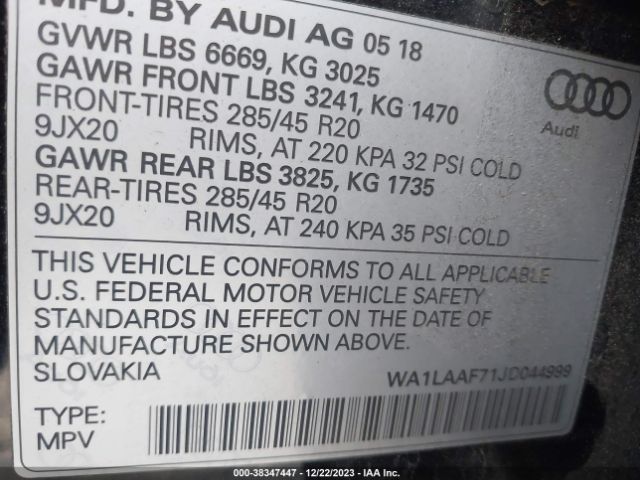 MFD. BY AUDI AG 05 18
GVWR LBS 6669, KG 3025
GAWR FRONT LBS 3241, KG 1470
FRONT-TIRES 285/45 R20
9JX20 RIMS, AT 220 KPA 32 PSI COLD
GAWR REAR LBS 3825, KG 1735
REAR-TIRES 285/45 R20
9JX20 RIMS, AT 240 KPA 35 PSI COLD
Audi
THIS VEHICLE CONFORMS TO ALL APPLICABLE
U.S. FEDERAL MOTOR VEHICLE SAFETY
STANDARDS IN EFFECT ON THE DATE OF
MANUFACTURE SHOWN ABOVE.
SLOVAKIA
WA1LAAF71JD044999
TYPE:
MPV
000-38347447 - 12/22/2023 - IAA Inc.